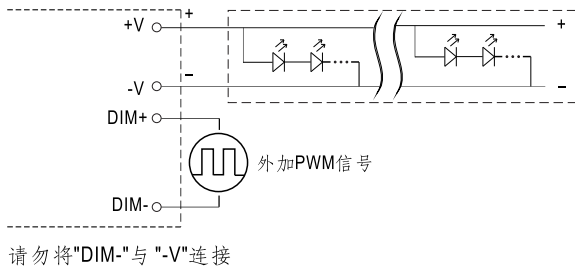 +V
+
+
-V
−
−
DIM+
外加PWM信号
DIM-
请勿将"DIM-"与 "-V"连接